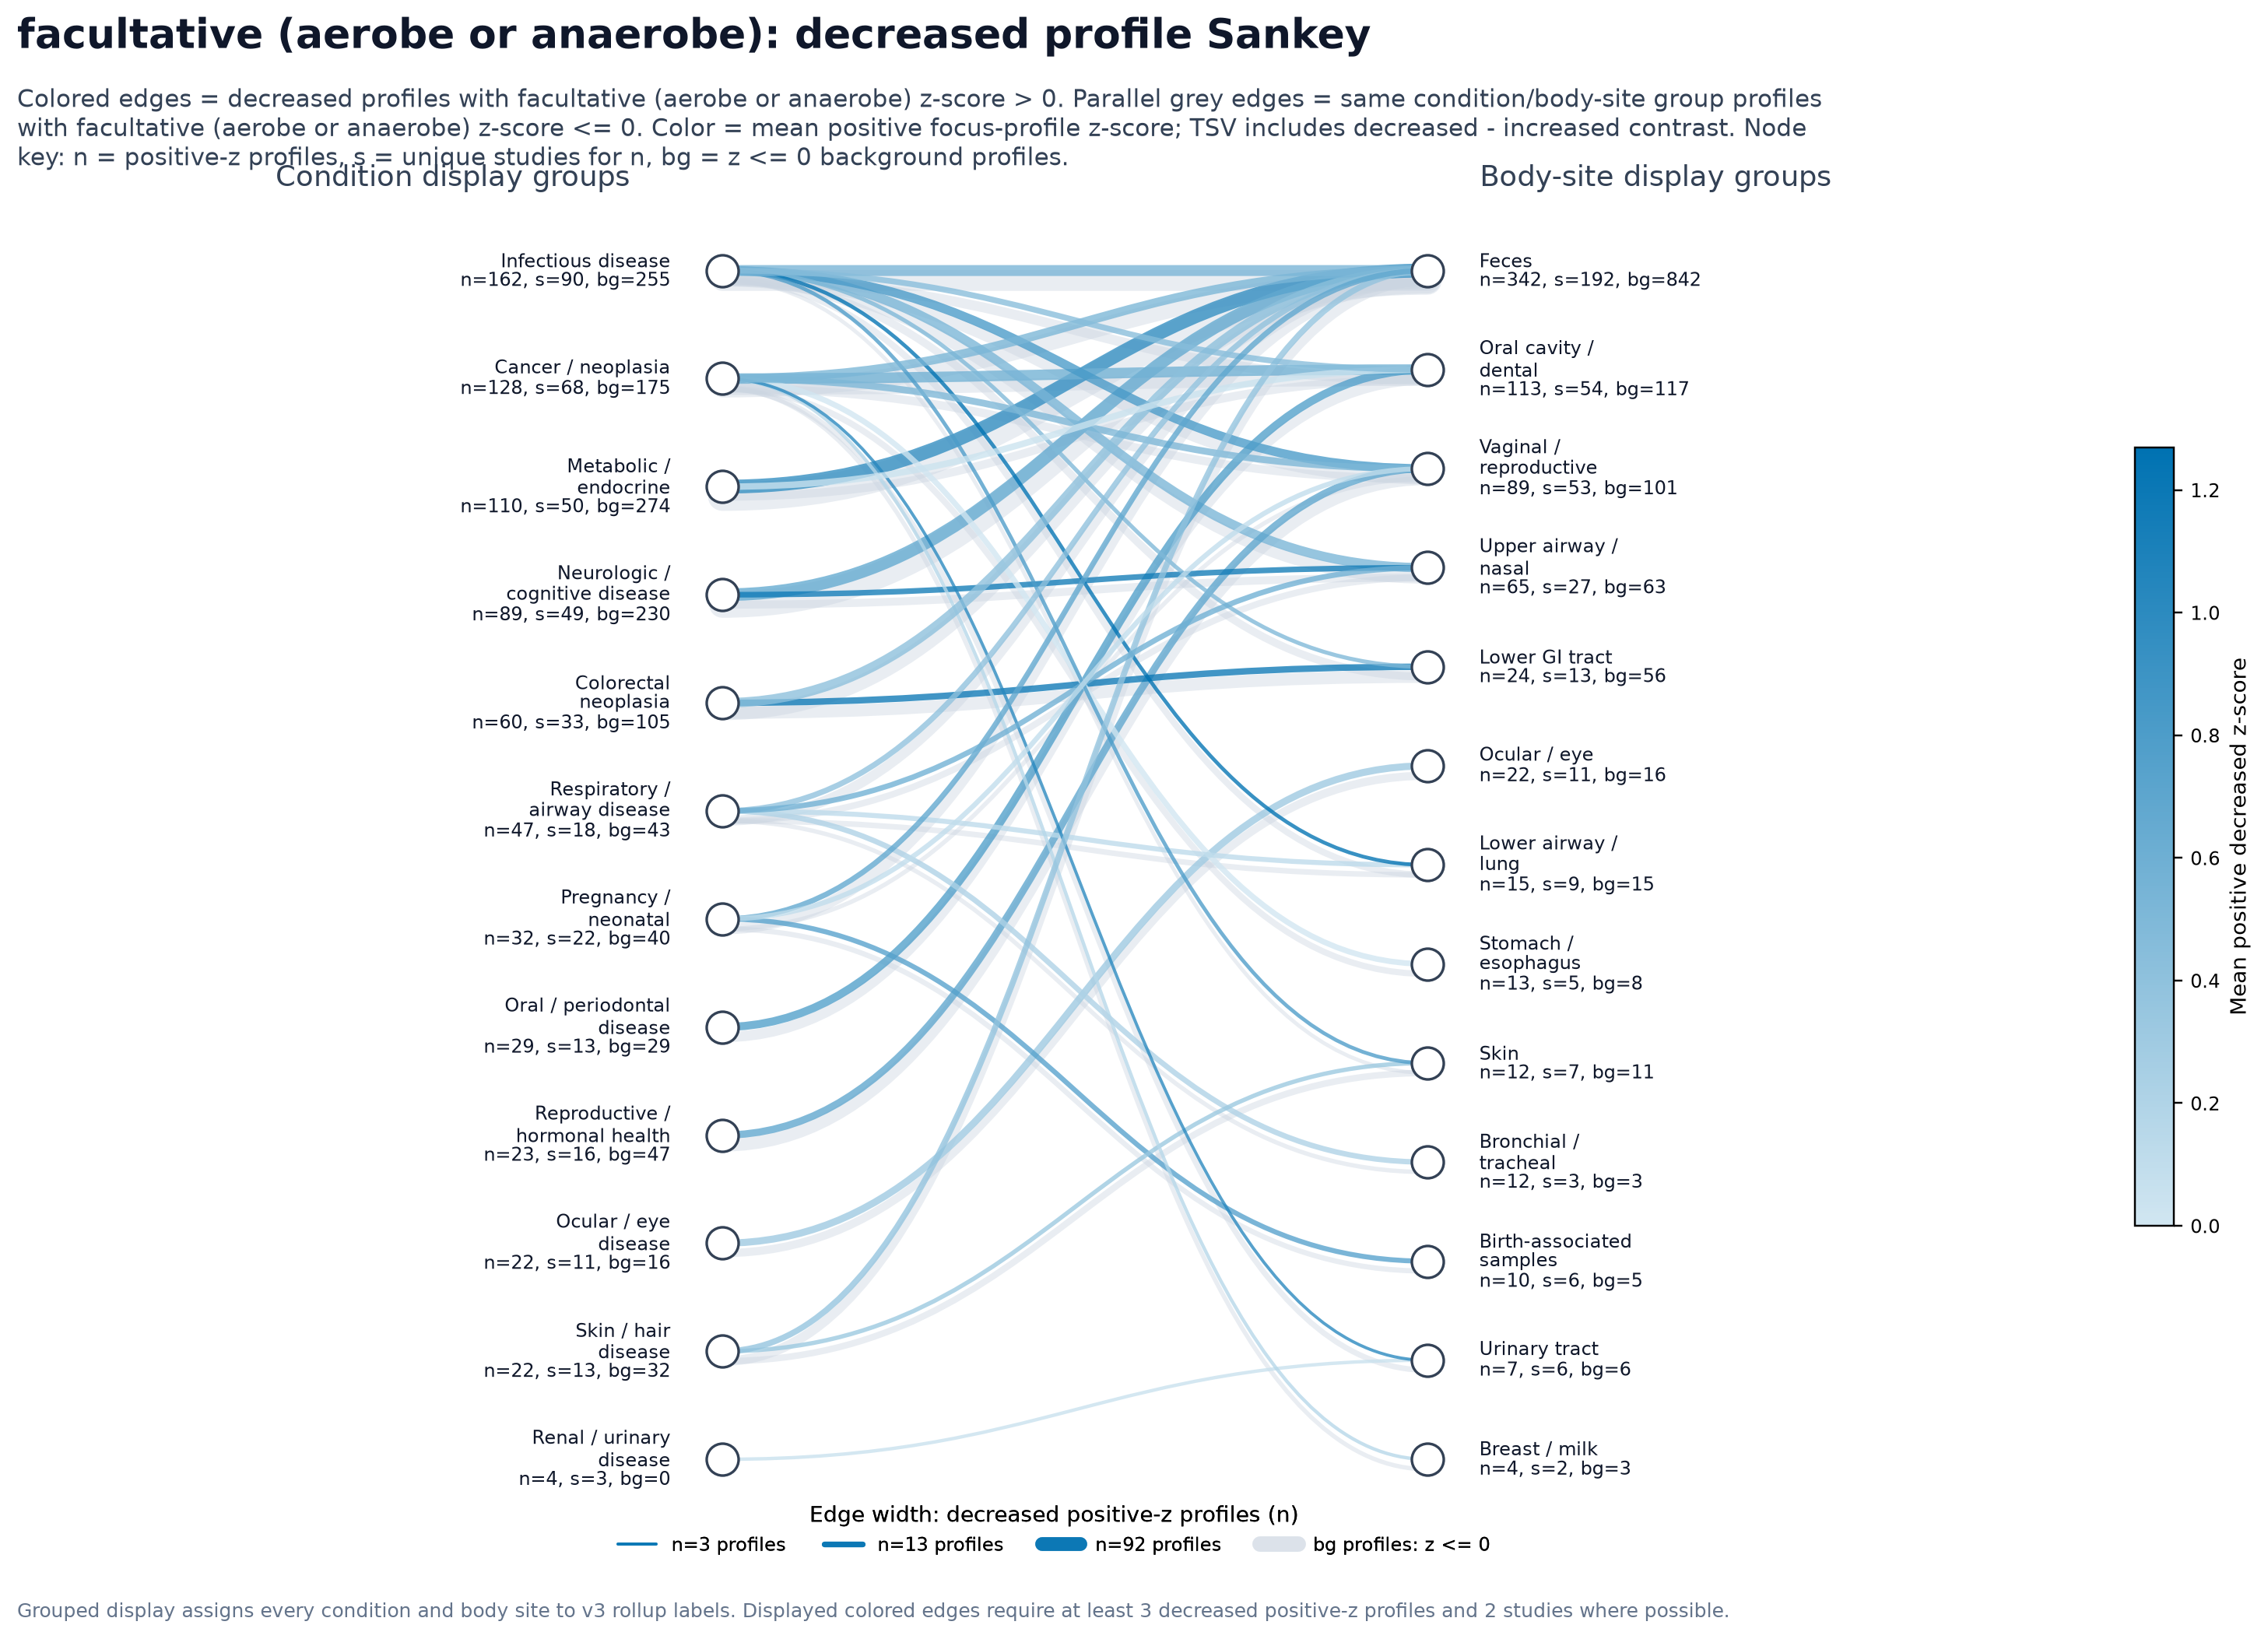 facultative (aerobe or anaerobe): decreased profile Sankey
Colored edges = decreased profiles with facultative (aerobe or anaerobe) z-score > 0. Parallel grey edges = same condition/body-site group profiles
with facultative (aerobe or anaerobe) z-score <= 0. Color = mean positive focus-profile z-score; TSV includes decreased - increased contrast. Node
key: n = positive-z profiles, s = unique studies for n, bg = z <= 0 background profiles.
Condition display groups
Body-site display groups
Infectious disease
n=162, s=90, bg=255
Cancer / neoplasia
n=128, s=68, bg=175
Metabolic /
endocrine
n=110, s=50, bg=274
Neurologic /
cognitive disease
n=89, s=49, bg=230
Colorectal
neoplasia
n=60, s=33, bg=105
Respiratory /
airway disease
n=47, s=18, bg=43
Pregnancy /
neonatal
n=32, s=22, bg=40
Oral / periodontal
disease
n=29, s=13, bg=29
Reproductive /
hormonal health
n=23, s=16, bg=47
Ocular / eye
disease
n=22, s=11, bg=16
Skin / hair
disease
n=22, s=13, bg=32
Renal / urinary
disease
n=4, s=3, bg=0
Feces
n=342, s=192, bg=842
Oral cavity /
dental
n=113, s=54, bg=117
Vaginal /
reproductive
n=89, s=53, bg=101
Upper airway /
nasal
n=65, s=27, bg=63
Lower GI tract
n=24, s=13, bg=56
Ocular / eye
n=22, s=11, bg=16
Lower airway /
lung
n=15, s=9, bg=15
Stomach /
esophagus
n=13, s=5, bg=8
Skin
n=12, s=7, bg=11
Bronchial /
tracheal
n=12, s=3, bg=3
Birth-associated
samples
n=10, s=6, bg=5
Urinary tract
n=7, s=6, bg=6
Breast / milk
n=4, s=2, bg=3
1.2
1.0
0.8
0.6
0.4
0.2
0.0
Mean positive decreased z-score
Edge width: decreased positive-z profiles (n)
n=3 profiles
n=13 profiles
n=92 profiles
bg profiles: z <= 0
Grouped display assigns every condition and body site to v3 rollup labels. Displayed colored edges require at least 3 decreased positive-z profiles and 2 studies where possible.